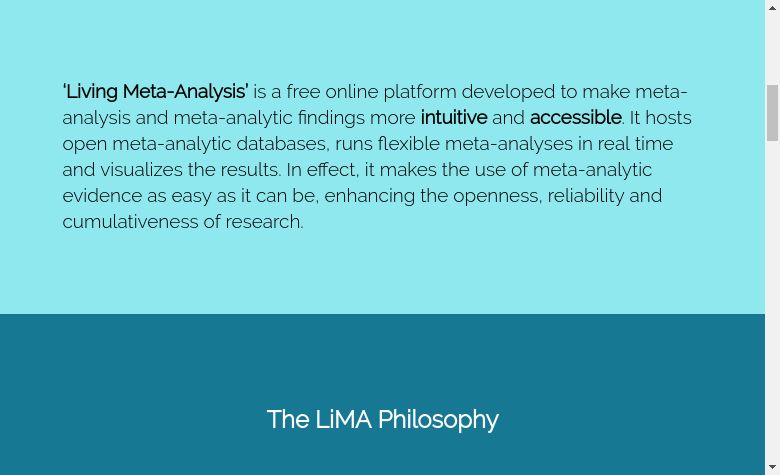 ‘Living Meta-Analysis’ is a free online platform developed to make meta-
analysis and meta-analytic findings more intuitive and accessible. It hosts
open meta-analytic databases, runs flexible meta-analyses in real time
and visualizes the results. In effect, it makes the use of meta-analytic
evidence as easy as it can be, enhancing the openness, reliability and
cumulativeness of research.
The LiMA Philosophy